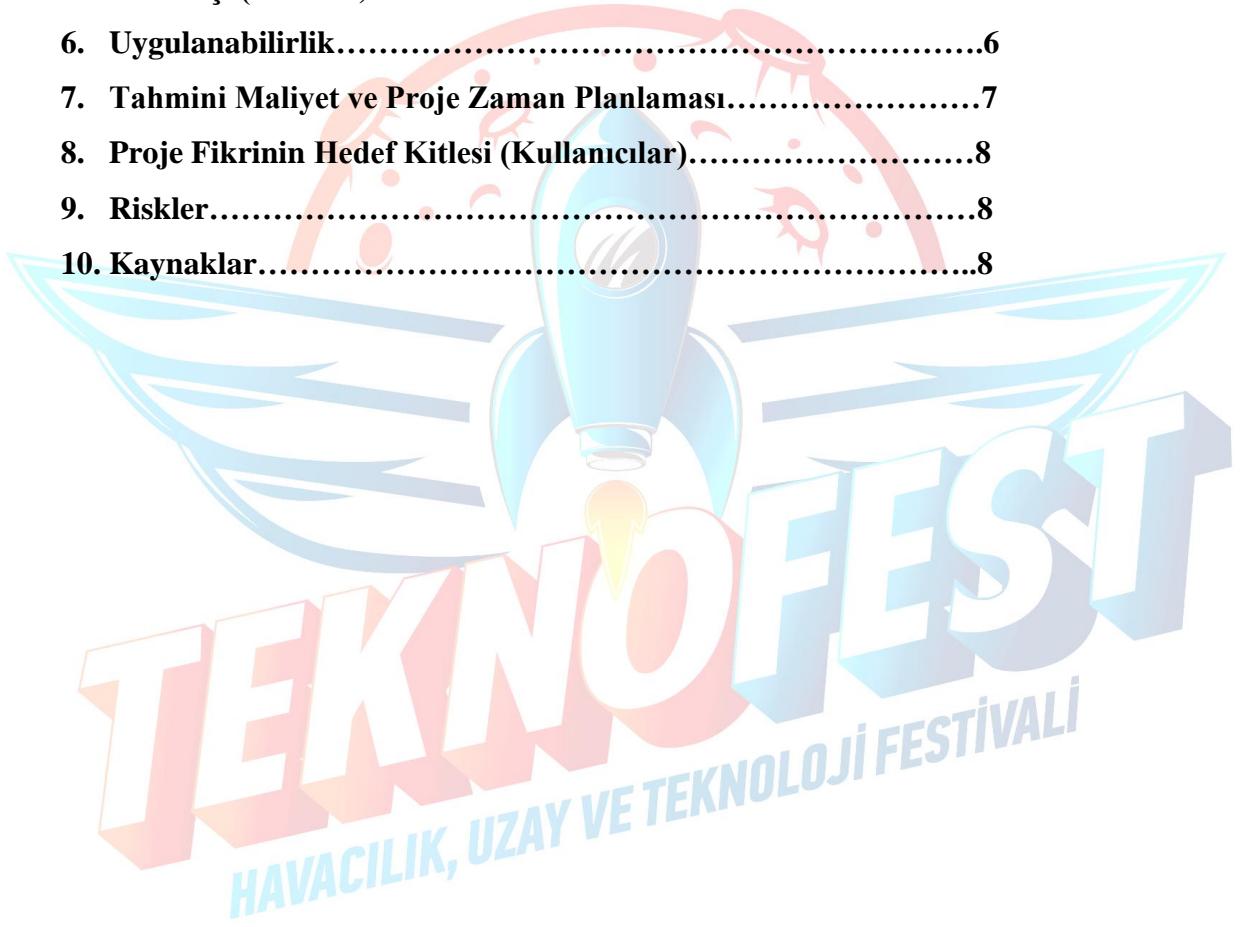 6. Uygulanabilirlik……………………………………………………….6
7. Tahmini Maliyet ve Proje Zaman Planlaması……………………7
8. Proje Fikrinin Hedef Kitlesi (Kullanıcılar)………………………8
9. Riskler…………………………………………………………………8
10. Kaynaklar…………………………………………………………..8
TEKNOFEST
HAVACILIK, UZAY VE TEKNOLOJİ FESTİVALİ